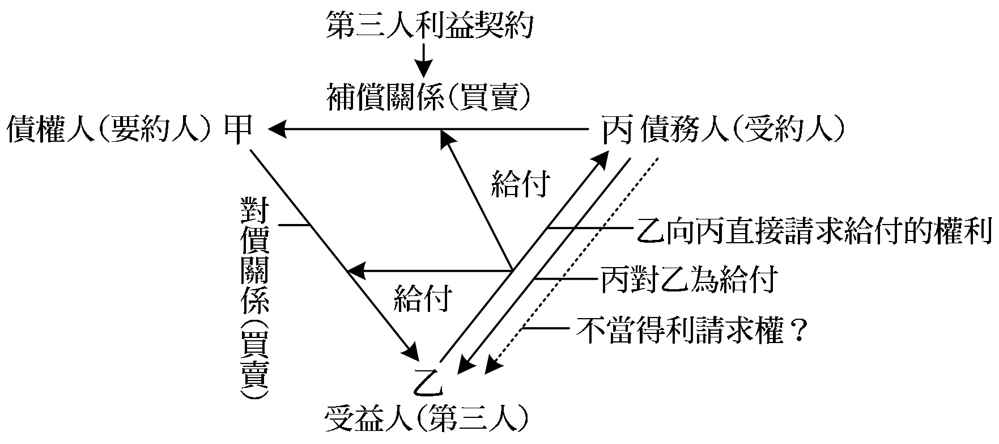 第三人利益契約
補償關係(買賣)
債權人(要約人) 甲
丙 債務人(受約人)
給付
對價關係(買賣)
乙向丙直接請求給付的權利
丙對乙為給付
給付
不當得利請求權？
乙
受益人(第三人)